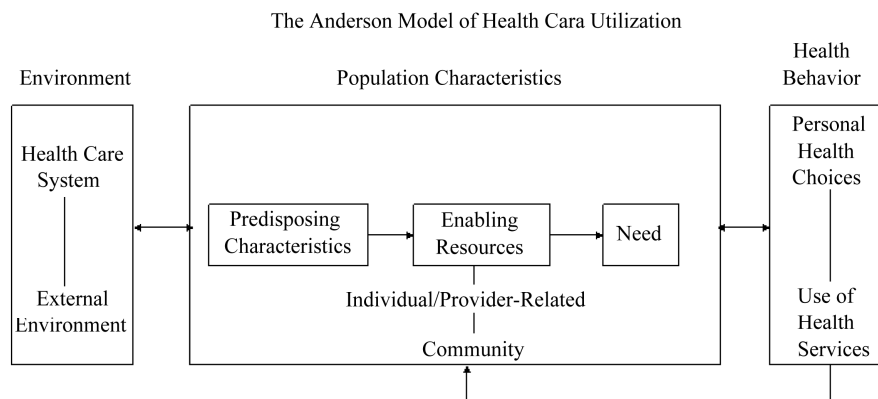 The Anderson Model of Health Cara Utilization
Environment
Population Characteristics
Health
Behavior
Health Care
System
External
Environment
Predisposing
Characteristics
Enabling
Resources
Need
Individual/Provider-Related
Community
Personal
Health
Choices
Use of
Health
Services